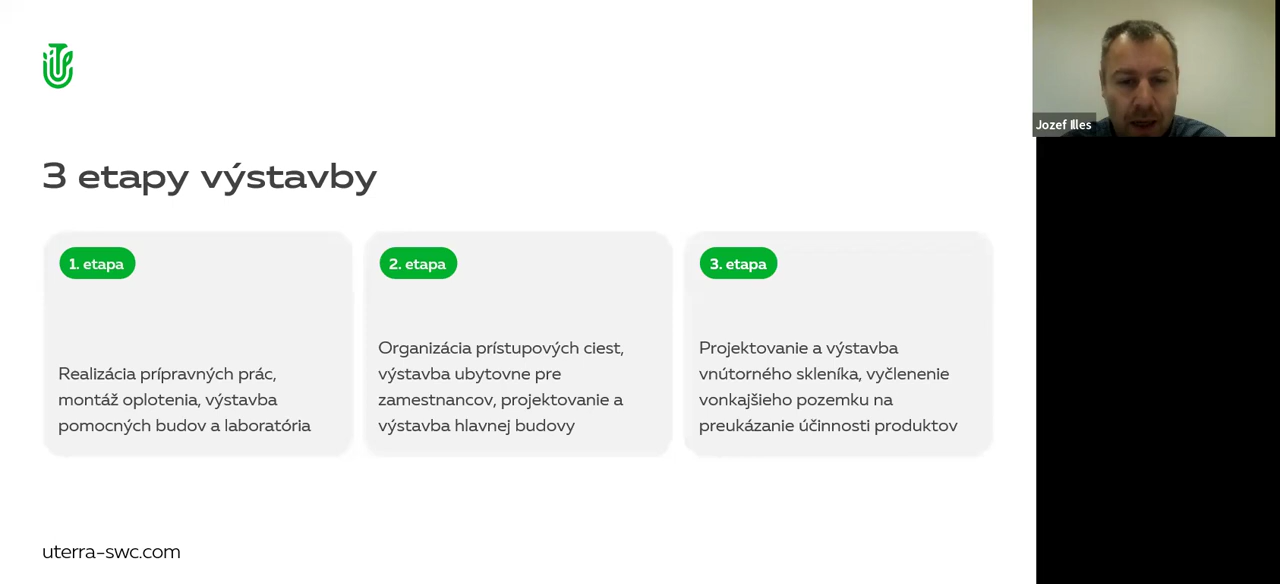 Jozef Illes
3 etapy výstavby
1. etapa
Realizácia prípravných prác,
montáž oplotenia, výstavba
pomocných budov a laboratória
2. etapa
Organizácia prístupových ciest,
výstavba ubytovne pre
zamestnancov, projektovanie a
výstavba hlavnej budovy
3. etapa
Projektovanie a výstavba
vnútorného skleníka, vyčlenenie
vonkajšieho pozemku na
preukázanie účinnosti produktov
uterra-swc.com